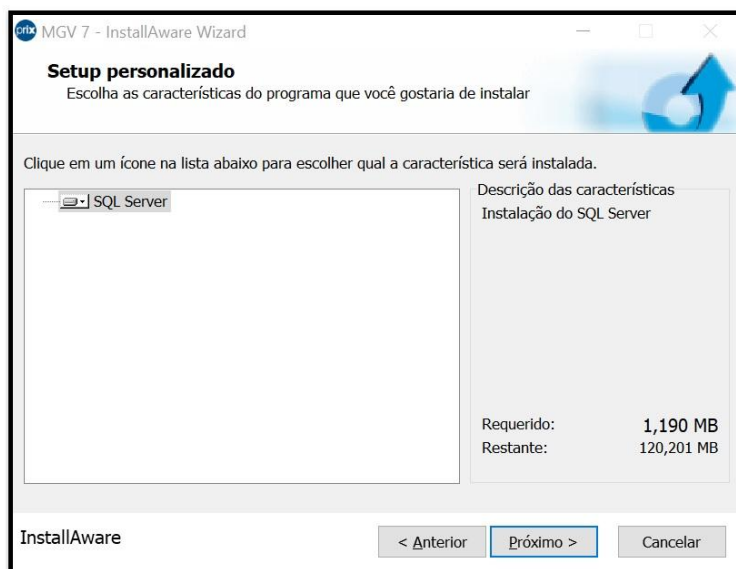 prix MGV 7 - InstallAware Wizard
Setup personalizado
Escolha as características do programa que você gostaria de instalar
Clique em um ícone na lista abaixo para escolher qual a característica será instalada.
SQL Server
Descrição das características
Instalação do SQL Server
Requerido: 1,190 MB
Restante: 120,201 MB
InstallAware
< Anterior Próximo > Cancelar